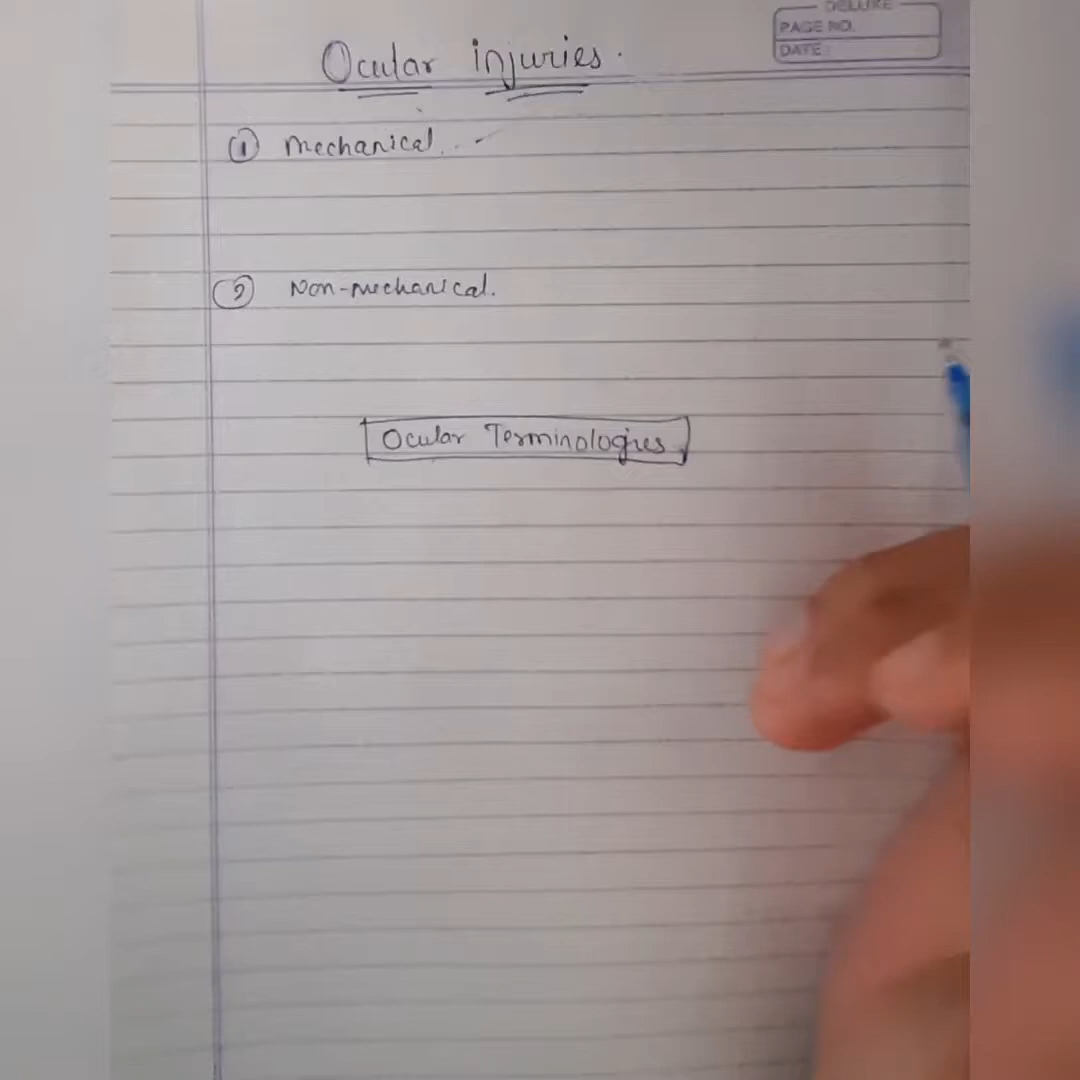 DELUXE
PAGE NO.
DATE :
Ocular injuries.
① Mechanical. -
② Non-mechanical.
Ocular Terminologies.